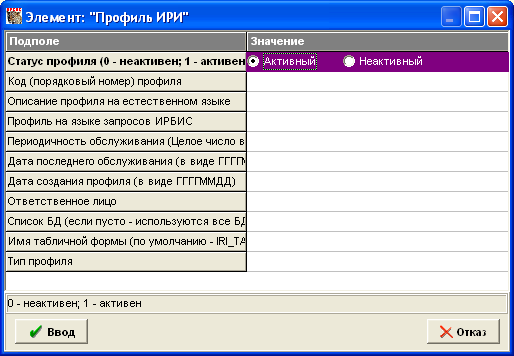 Элемент: "Профиль ИРИ"
Подполе Значение
Статус профиля (0 - неактивен; 1 - активен Активный Неактивный
Код (порядковый номер) профиля
Описание профиля на естественном языке
Профиль на языке запросов ИРБИС
Периодичность обслуживания (Целое число в
Дата последнего обслуживания (в виде ГГГГМ
Дата создания профиля (в виде ГГГГММДД)
Ответственное лицо
Список БД (если пусто - используются все БД
Имя табличной формы (по умолчанию - IRI_TA
Тип профиля
0 - неактивен; 1 - активен
Ввод Отказ